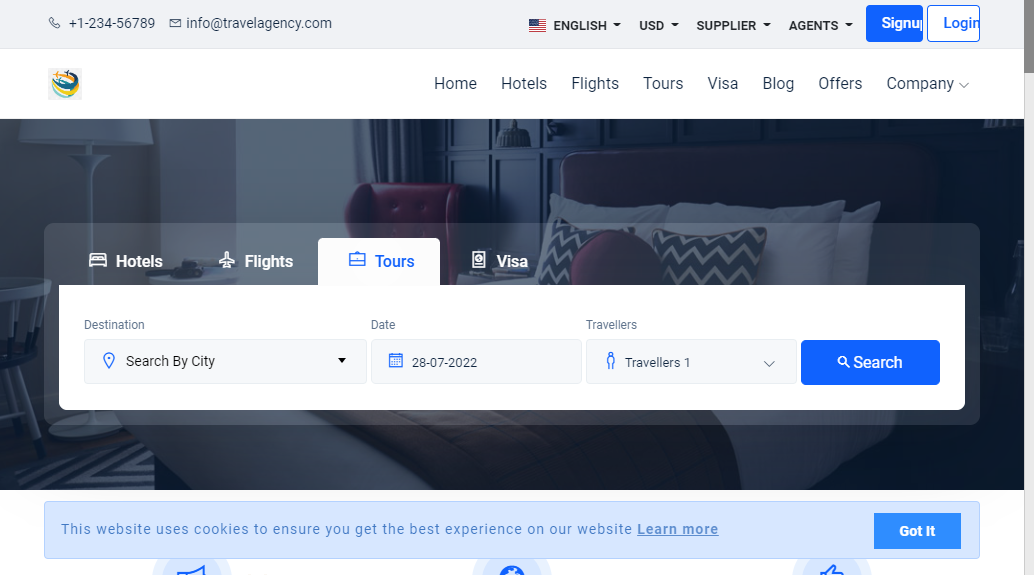 +1-234-56789 info@travelagency.com ENGLISH USD SUPPLIER AGENTS Signup Login
Home Hotels Flights Tours Visa Blog Offers Company
Hotels Flights Tours Visa
Destination Date Travellers
Search By City 28-07-2022 Travellers 1 Search
This website uses cookies to ensure you get the best experience on our website Learn more Got It